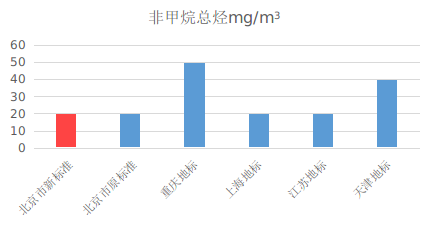 非甲烷总烃mg/m³
60
50
40
30
20
10
0
北京市新标准
北京市原标准
重庆地标
上海地标
江苏地标
天津地标